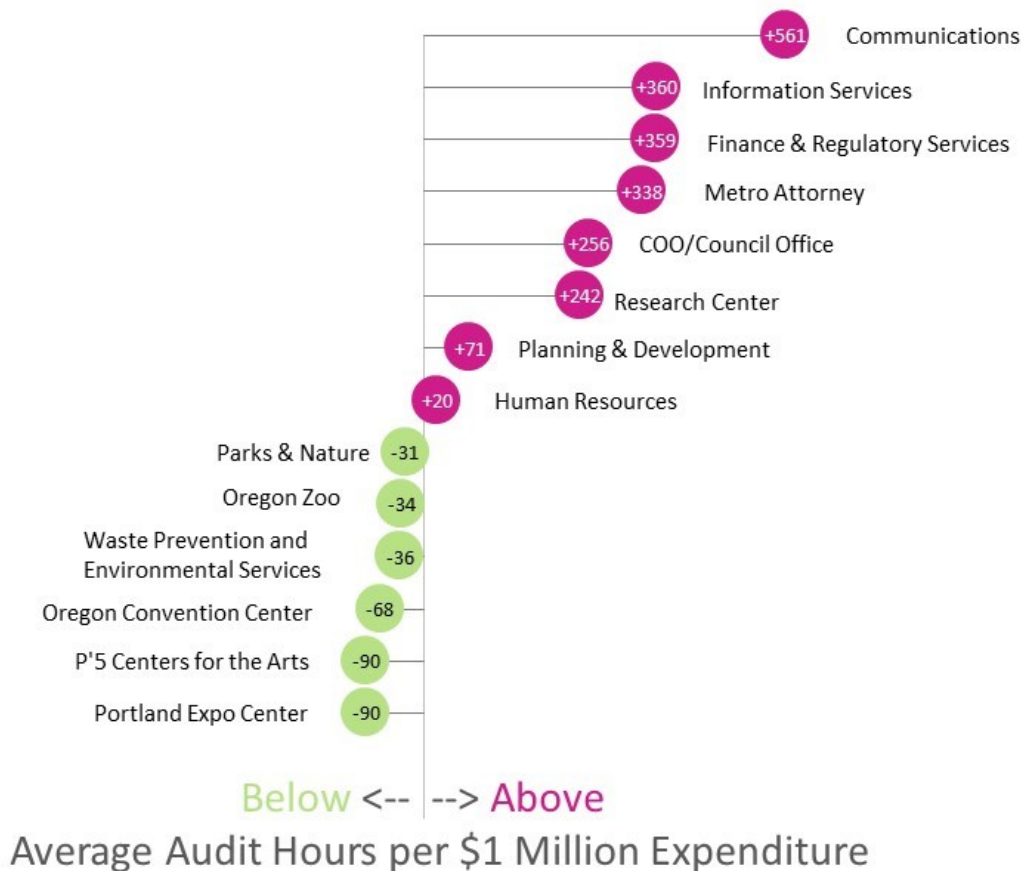 +561 Communications
+360 Information Services
+359 Finance & Regulatory Services
+338 Metro Attorney
+256 COO/Council Office
+242 Research Center
+71 Planning & Development
+20 Human Resources
Parks & Nature -31
Oregon Zoo -34
Waste Prevention and
Environmental Services -36
Oregon Convention Center -68
P'5 Centers for the Arts -90
Portland Expo Center -90
Below <-- --> Above
Average Audit Hours per $1 Million Expenditure